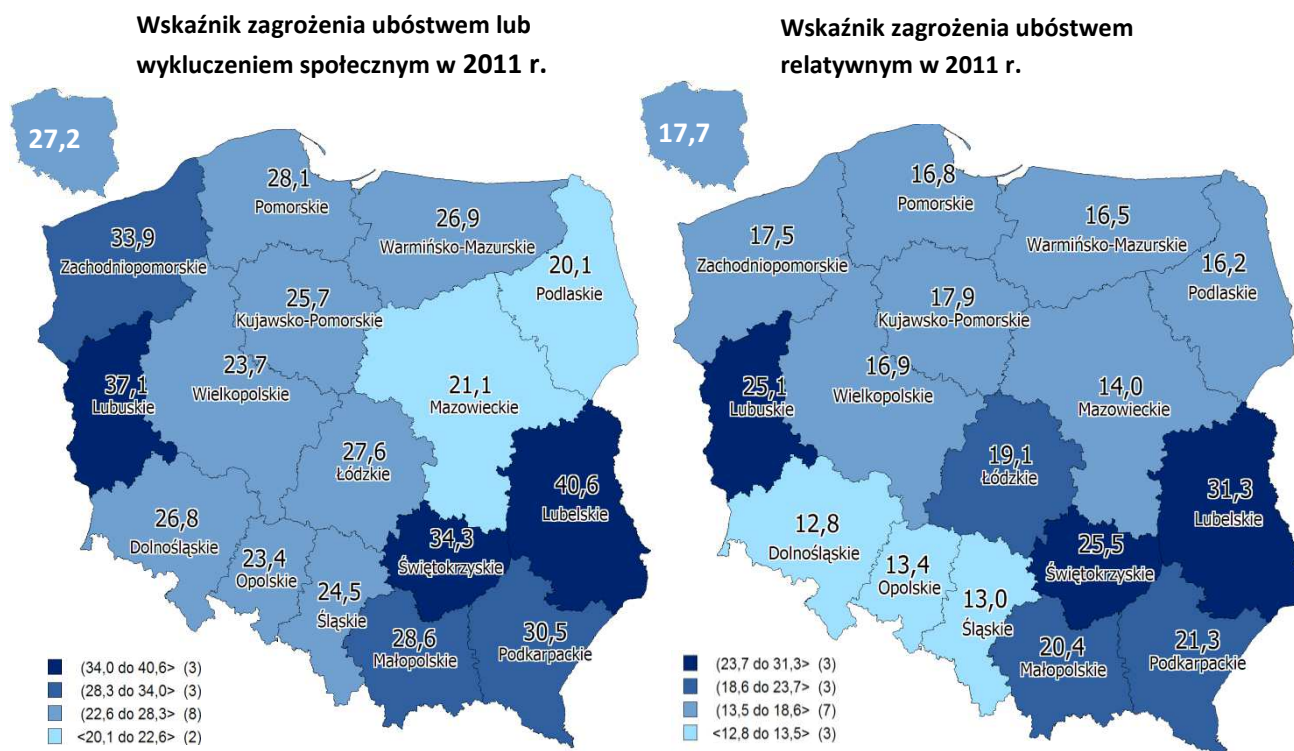 Wskaźnik zagrożenia ubóstwem lub
wykluczeniem społecznym w 2011 r.
27,2
28,1
Pomorskie
26,9
Warmińsko-Mazurskie
33,9
Zachodniopomorskie
20,1
Podlaskie
25,7
Kujawsko-Pomorskie
23,7
Wielkopolskie
37,1
Lubuskie
21,1
Mazowieckie
27,6
Łódzkie
40,6
Lubelskie
26,8
Dolnośląskie
34,3
Świętokrzyskie
23,4
Opolskie
24,5
Śląskie
28,6
Małopolskie
30,5
Podkarpackie
(34,0 do 40,6> (3)
(28,3 do 34,0> (3)
(22,6 do 28,3> (8)
<20,1 do 22,6> (2)
Wskaźnik zagrożenia ubóstwem
relatywnym w 2011 r.
17,7
16,8
Pomorskie
16,5
Warmińsko-Mazurskie
17,5
Zachodniopomorskie
16,2
Podlaskie
17,9
Kujawsko-Pomorskie
16,9
Wielkopolskie
25,1
Lubuskie
14,0
Mazowieckie
19,1
Łódzkie
31,3
Lubelskie
12,8
Dolnośląskie
25,5
Świętokrzyskie
13,4
Opolskie
13,0
Śląskie
20,4
Małopolskie
21,3
Podkarpackie
(23,7 do 31,3> (3)
(18,6 do 23,7> (3)
(13,5 do 18,6> (7)
<12,8 do 13,5> (3)